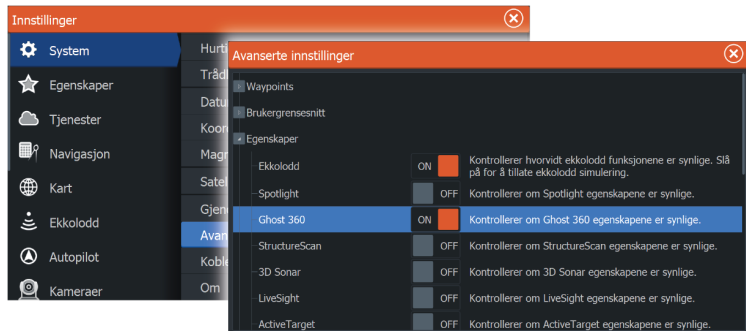 Innstillinger
System
Egenskaper
Tjenester
Navigasjon
Kart
Ekkolodd
Autopilot
Kameraer
Om
Avanserte innstillinger
Waypoints
Brukergrensesnitt
Egenskaper
Ekkolodd ON Kontrollerer hvorvidt ekkolodd funksjonene er synlige. Slå
på for å tillate ekkolodd simulering.
Spotlight OFF Kontrollerer om Spotlight egenskapene er synlige.
Ghost 360 ON Kontrollerer om Ghost 360 egenskapene er synlige.
StructureScan OFF Kontrollerer om StructureScan egenskapene er synlige.
3D Sonar OFF Kontrollerer om 3D Sonar egenskapene er synlige.
LiveSight OFF Kontrollerer om LiveSight egenskapene er synlige.
ActiveTarget OFF Kontrollerer om ActiveTarget egenskapene er synlige.